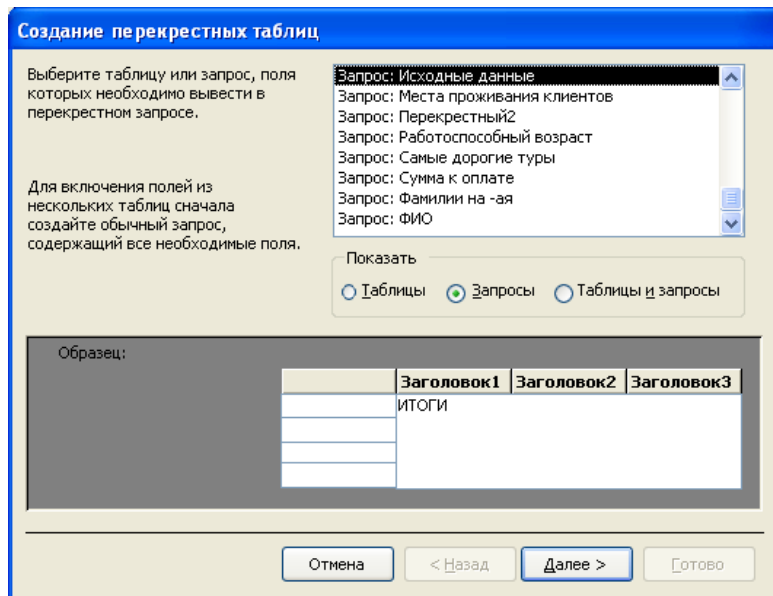 Создание перекрестных таблиц
Выберите таблицу или запрос, поля
которых необходимо вывести в
перекрестном запросе.
Для включения полей из
нескольких таблиц сначала
создайте обычный запрос,
содержащий все необходимые поля.
Запрос: Исходные данные
Запрос: Места проживания клиентов
Запрос: Перекрестный2
Запрос: Работоспособный возраст
Запрос: Самые дорогие туры
Запрос: Сумма к оплате
Запрос: Фамилии на -ая
Запрос: ФИО
Показать
Таблицы Запросы Таблицы и запросы
Образец:
Заголовок1 Заголовок2 Заголовок3
ИТОГИ
Отмена < Назад Далее > Готово